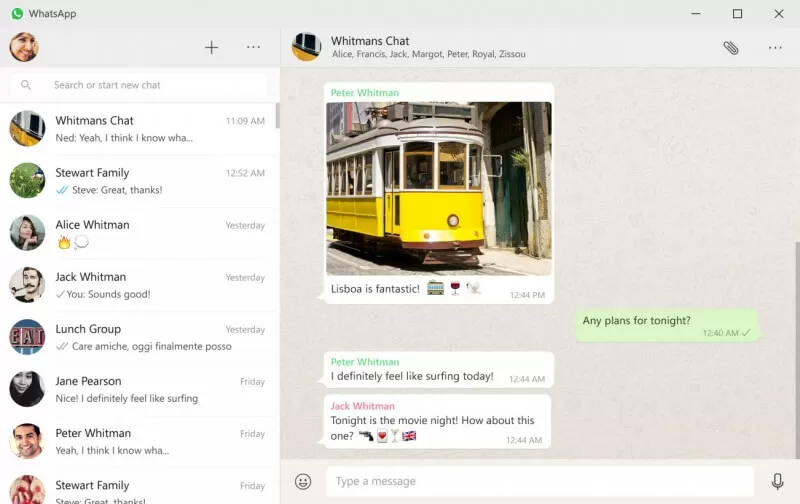 WhatsApp
Search or start new chat
Whitmans Chat
11:09 AM
Ned: Yeah, I think I know wha...
Stewart Family
12:52 AM
Steve: Great, thanks!
Alice Whitman
Yesterday
Jack Whitman
Yesterday
You: Sounds good!
EAT
Lunch Group
Yesterday
Care amiche, oggi finalmente posso
Jane Pearson
Friday
Nice! I definitely feel like surfing
Peter Whitman
Friday
Yeah, I think I know wha...
Stewart Family
Friday
Steve: Great, thanks!
Whitmans Chat
Alice, Francis, Jack, Margot, Peter, Royal, Zissou
Peter Whitman
Lisboa is fantastic! 🚋 🍷 🕊
12:44 PM
Any plans for tonight?
12:40 AM
Peter Whitman
I definitely feel like surfing today!
12:44 AM
Jack Whitman
Tonight is the movie night! How about this
one? 🔫 🃏 🍸 🇬🇧
12:44 AM
Type a message